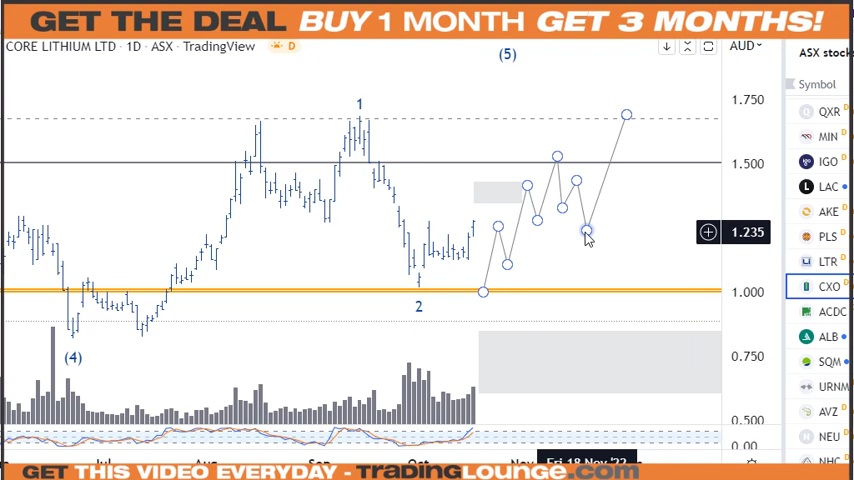 GET THE DEAL BUY 1 MONTH GET 3 MONTHS!
CORE LITHIUM LTD · 1D · ASX · TradingView D
AUD
ASX stocks
Symbol
(5)
1.750
1
1.500
1.235
1.000
2
(4)
0.750
0.500
0.00
QXR D
MIN D
IGO D
LAC
AKE D
PLS D
LTR D
CXO D
ACDC
ALB
SQM
URNM
AVZ D
NEU D
NHC D
Jul Aug Sep Oct Nov Fri 18 Nov '22
GET THIS VIDEO EVERYDAY - TradingLounge.com